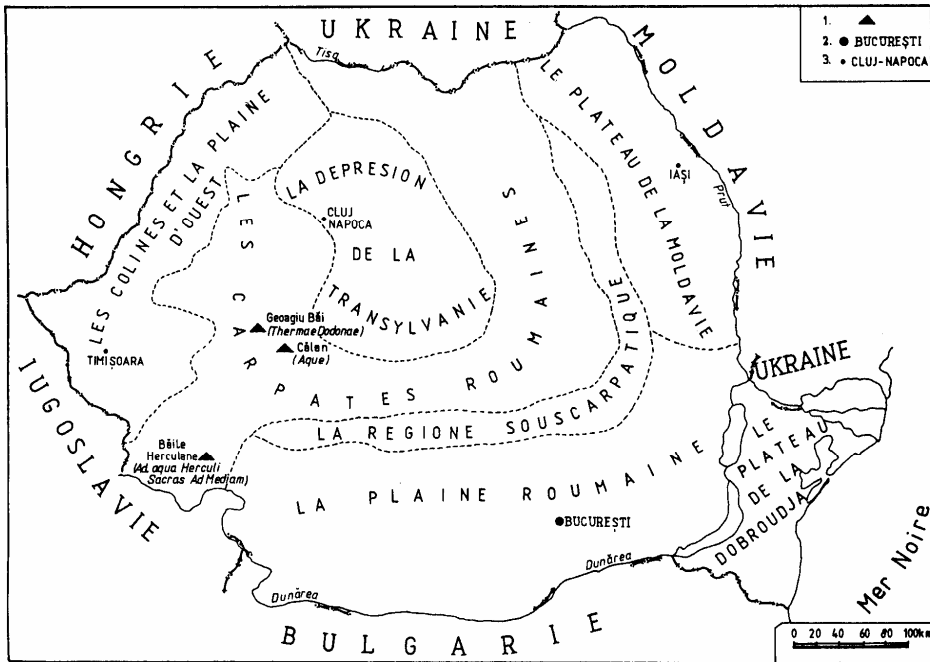 UKRAINE
MOLDAVIE
HONGRIE
IUGOSLAVIE
BULGARIE
UKRAINE
Mer Noire
1.
2. BUCUREŞTI
3. CLUJ-NAPOCA
Tisa
Prut
LE PLATEAU DE LA MOLDAVIE
IAŞI
LES COLINES ET LA PLAINE
D'OUEST
LA DEPRESION
DE LA
TRANSYLVANIE
CLUJ
NAPOCA
LES CARPATES ROUMAINES
Geoagiu Băi
(Thermae Dodonae)
Călan
(Aque)
TIMIŞOARA
Băile
Herculane
(Ad aqua Herculi
Sacras Ad Mediam)
LA REGIONE SOUSCARPATIQUE
LA PLAINE ROUMAINE
BUCUREŞTI
LE
PLATEAU
DE LA
DOBROUDJA
Dunărea
Dunărea
0 20 40 60 80 100km